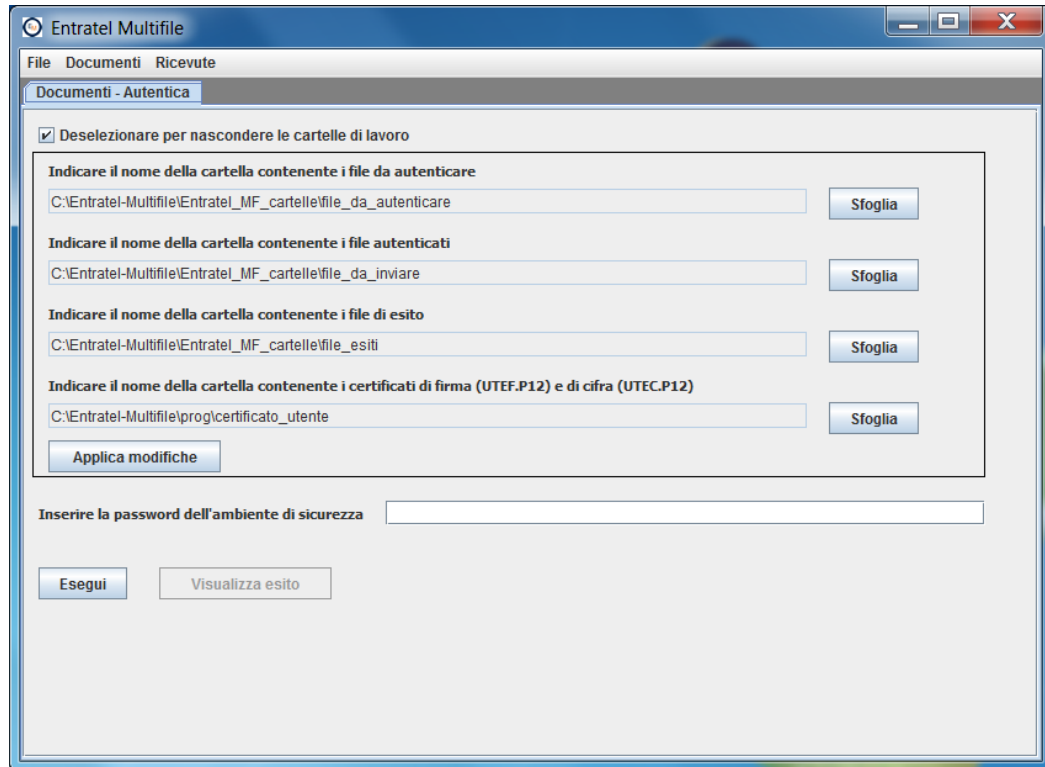 Entratel Multifile
File Documenti Ricevute
Documenti - Autentica
Deselezionare per nascondere le cartelle di lavoro
Indicare il nome della cartella contenente i file da autenticare
C:\Entratel-Multifile\Entratel_MF_cartelle\file_da_autenticare
Sfoglia
Indicare il nome della cartella contenente i file autenticati
C:\Entratel-Multifile\Entratel_MF_cartelle\file_da_inviare
Sfoglia
Indicare il nome della cartella contenente i file di esito
C:\Entratel-Multifile\Entratel_MF_cartelle\file_esiti
Sfoglia
Indicare il nome della cartella contenente i certificati di firma (UTEF.P12) e di cifra (UTEC.P12)
C:\Entratel-Multifile\prog\certificato_utente
Sfoglia
Applica modifiche
Inserire la password dell'ambiente di sicurezza
Esegui Visualizza esito